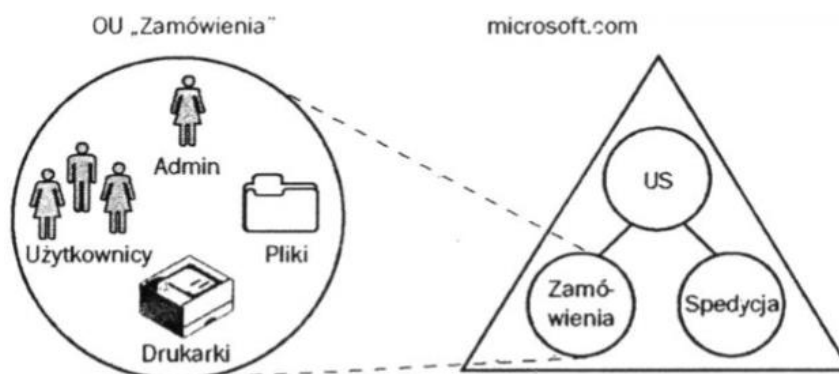 OU „Zamówienia”
microsoft.com
Admin
Użytkownicy
Pliki
Drukarki
US
Zamó-
wienia
Spedycja